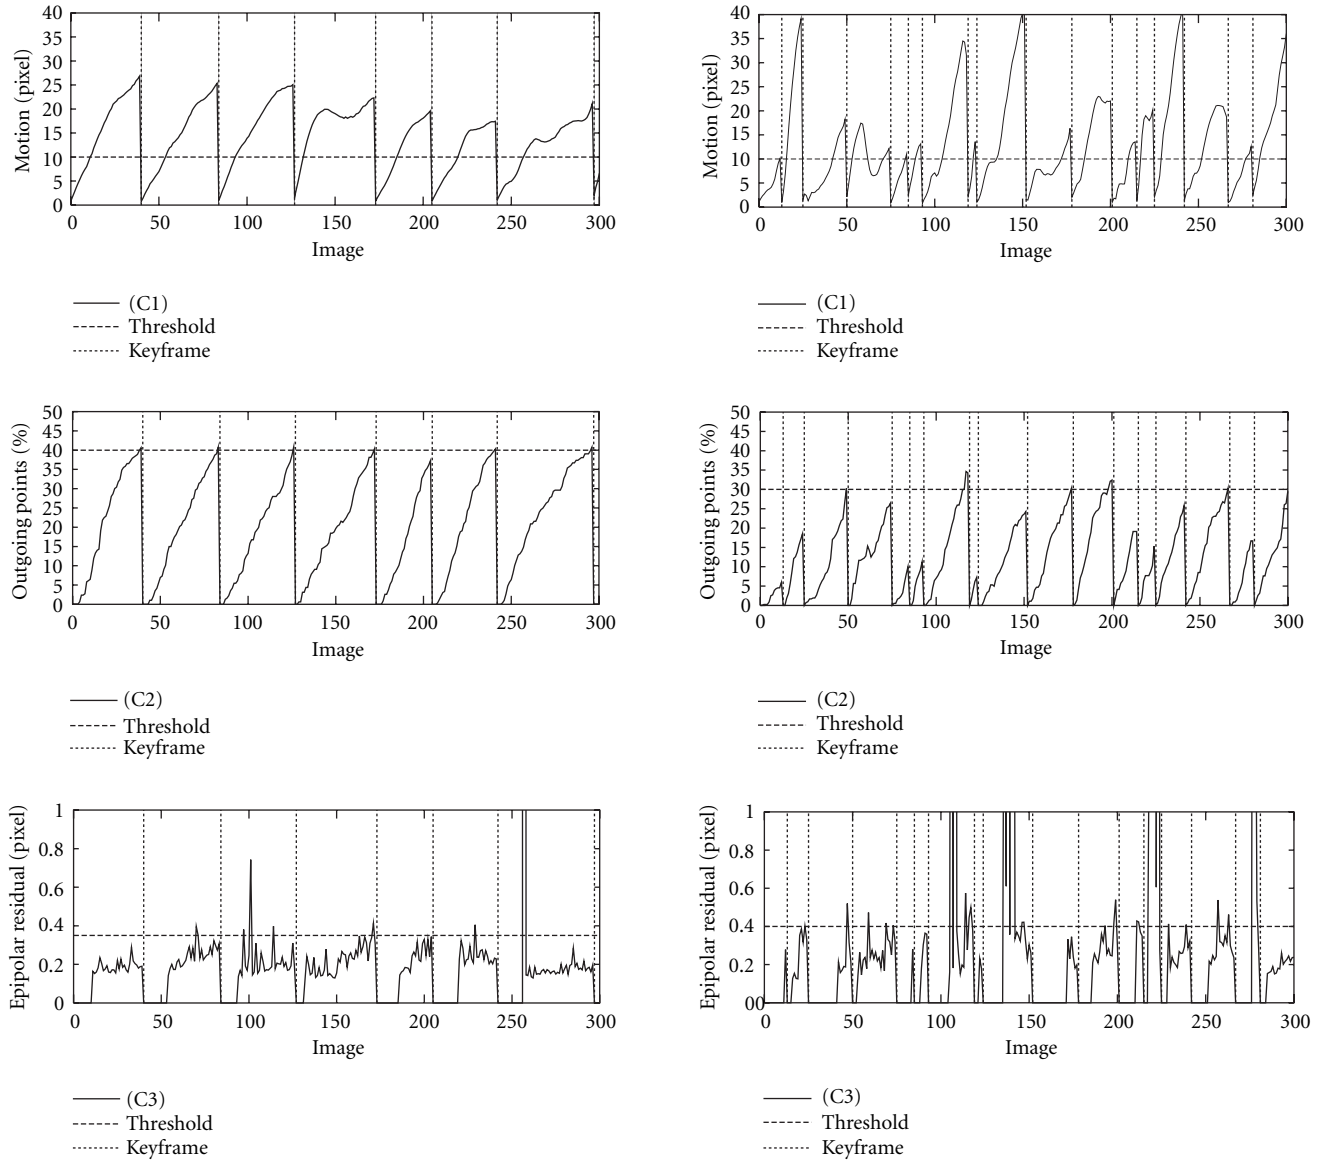 Motion (pixel)
40
35
30
25
20
15
10
5
0
0 50 100 150 200 250 300
Image
(C1)
Threshold
Keyframe
Motion (pixel)
40
35
30
25
20
15
10
5
0
0 50 100 150 200 250 300
Image
(C1)
Threshold
Keyframe
Outgoing points (%)
50
45
40
35
30
25
20
15
10
5
0
0 50 100 150 200 250 300
Image
(C2)
Threshold
Keyframe
Outgoing points (%)
50
45
40
35
30
25
20
15
10
5
0
0 50 100 150 200 250 300
Image
(C2)
Threshold
Keyframe
Epipolar residual (pixel)
1
0.8
0.6
0.4
0.2
0
0 50 100 150 200 250 300
Image
(C3)
Threshold
Keyframe
Epipolar residual (pixel)
1
0.8
0.6
0.4
0.2
00
0 50 100 150 200 250 300
Image
(C3)
Threshold
Keyframe